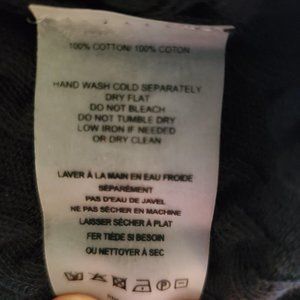 100% COTTON/ 100% COTON
HAND WASH COLD SEPARATELY
DRY FLAT
DO NOT BLEACH
DO NOT TUMBLE DRY
LOW IRON IF NEEDED
OR DRY CLEAN
LAVER À LA MAIN EN EAU FROIDE
SÉPARÉMENT
PAS D'EAU DE JAVEL
NE PAS SÉCHER EN MACHINE
LAISSER SÉCHER À PLAT
FER TIÈDE SI BESOIN
OU NETTOYER À SEC